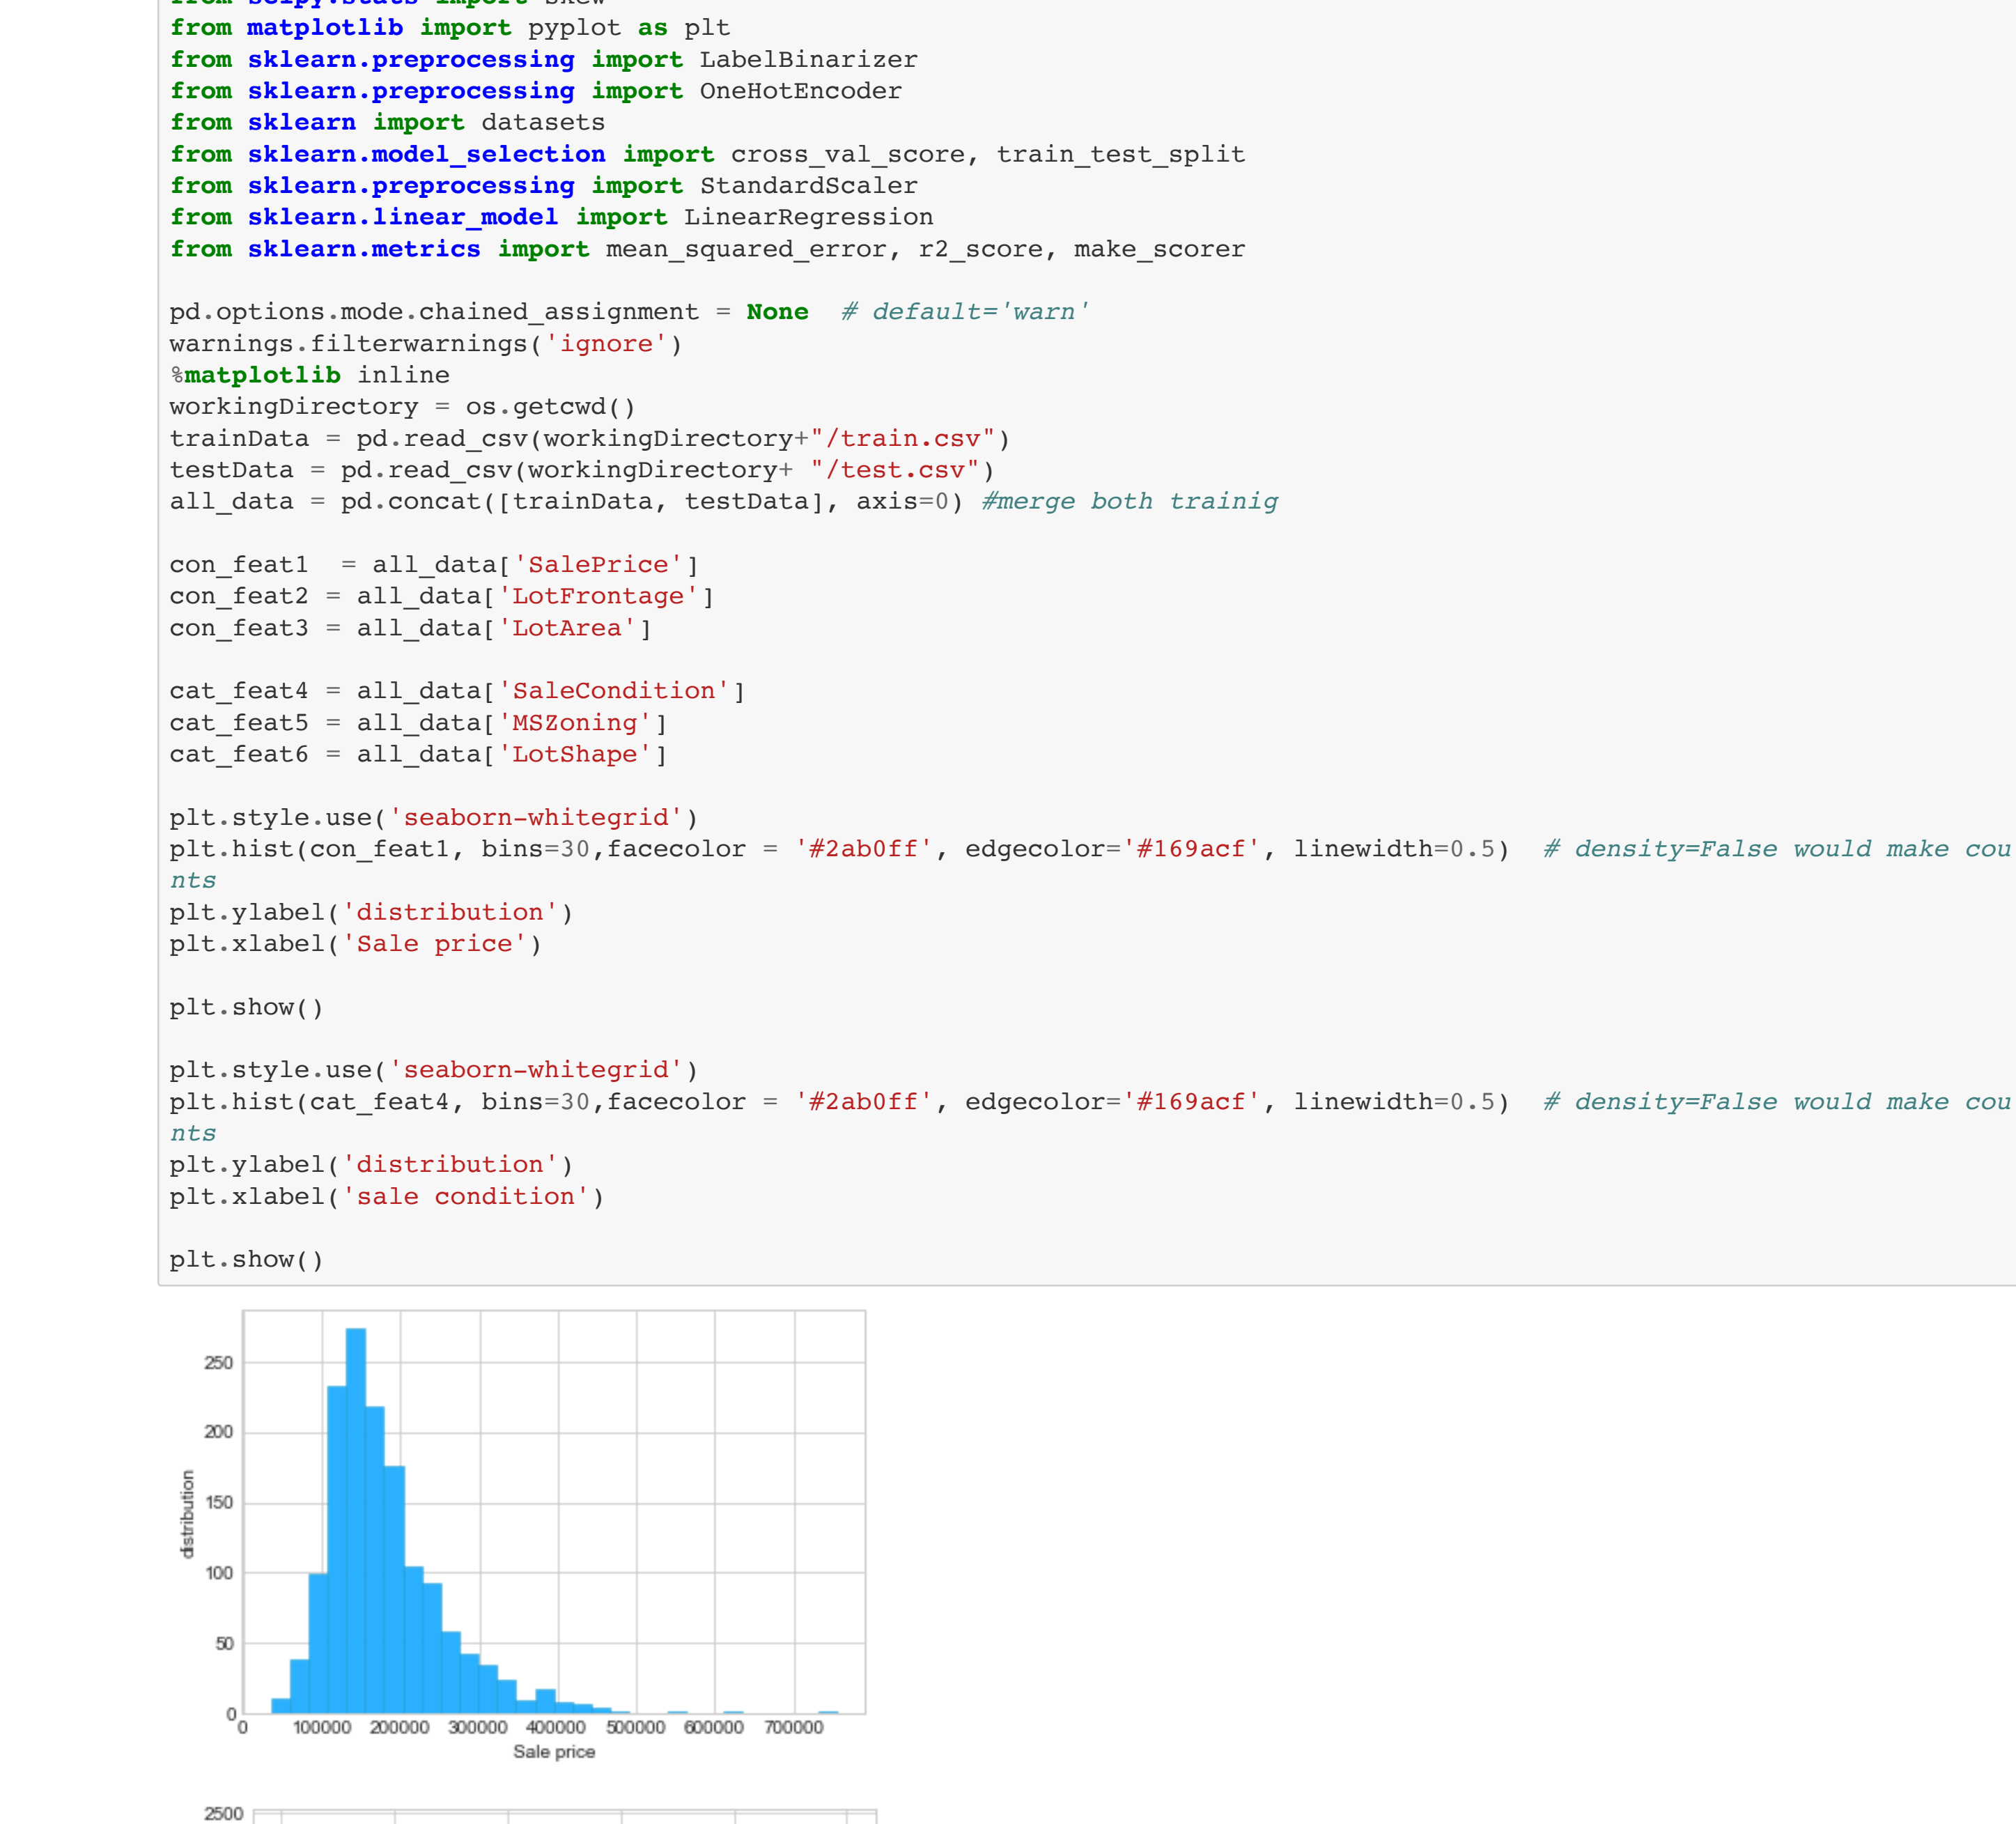 from scipy.stats import skew
from matplotlib import pyplot as plt
from sklearn.preprocessing import LabelBinarizer
from sklearn.preprocessing import OneHotEncoder
from sklearn import datasets
from sklearn.model_selection import cross_val_score, train_test_split
from sklearn.preprocessing import StandardScaler
from sklearn.linear_model import LinearRegression
from sklearn.metrics import mean_squared_error, r2_score, make_scorer
pd.options.mode.chained_assignment = None  # default='warn'
warnings.filterwarnings('ignore')
%matplotlib inline
workingDirectory = os.getcwd()
trainData = pd.read_csv(workingDirectory+"/train.csv")
testData = pd.read_csv(workingDirectory+ "/test.csv")
all_data = pd.concat([trainData, testData], axis=0) #merge both trainig
con_feat1  = all_data['SalePrice']
con_feat2 = all_data['LotFrontage']
con_feat3 = all_data['LotArea']
cat_feat4 = all_data['SaleCondition']
cat_feat5 = all_data['MSZoning']
cat_feat6 = all_data['LotShape']
plt.style.use('seaborn-whitegrid')
plt.hist(con_feat1, bins=30,facecolor = '#2ab0ff', edgecolor='#169acf', linewidth=0.5)  # density=False would make cou
nts
plt.ylabel('distribution')
plt.xlabel('Sale price')
plt.show()
plt.style.use('seaborn-whitegrid')
plt.hist(cat_feat4, bins=30,facecolor = '#2ab0ff', edgecolor='#169acf', linewidth=0.5)  # density=False would make cou
nts
plt.ylabel('distribution')
plt.xlabel('sale condition')
plt.show()
250
200
150
100
50
0
distribution
0 100000 200000 300000 400000 500000 600000 700000
Sale price
2500